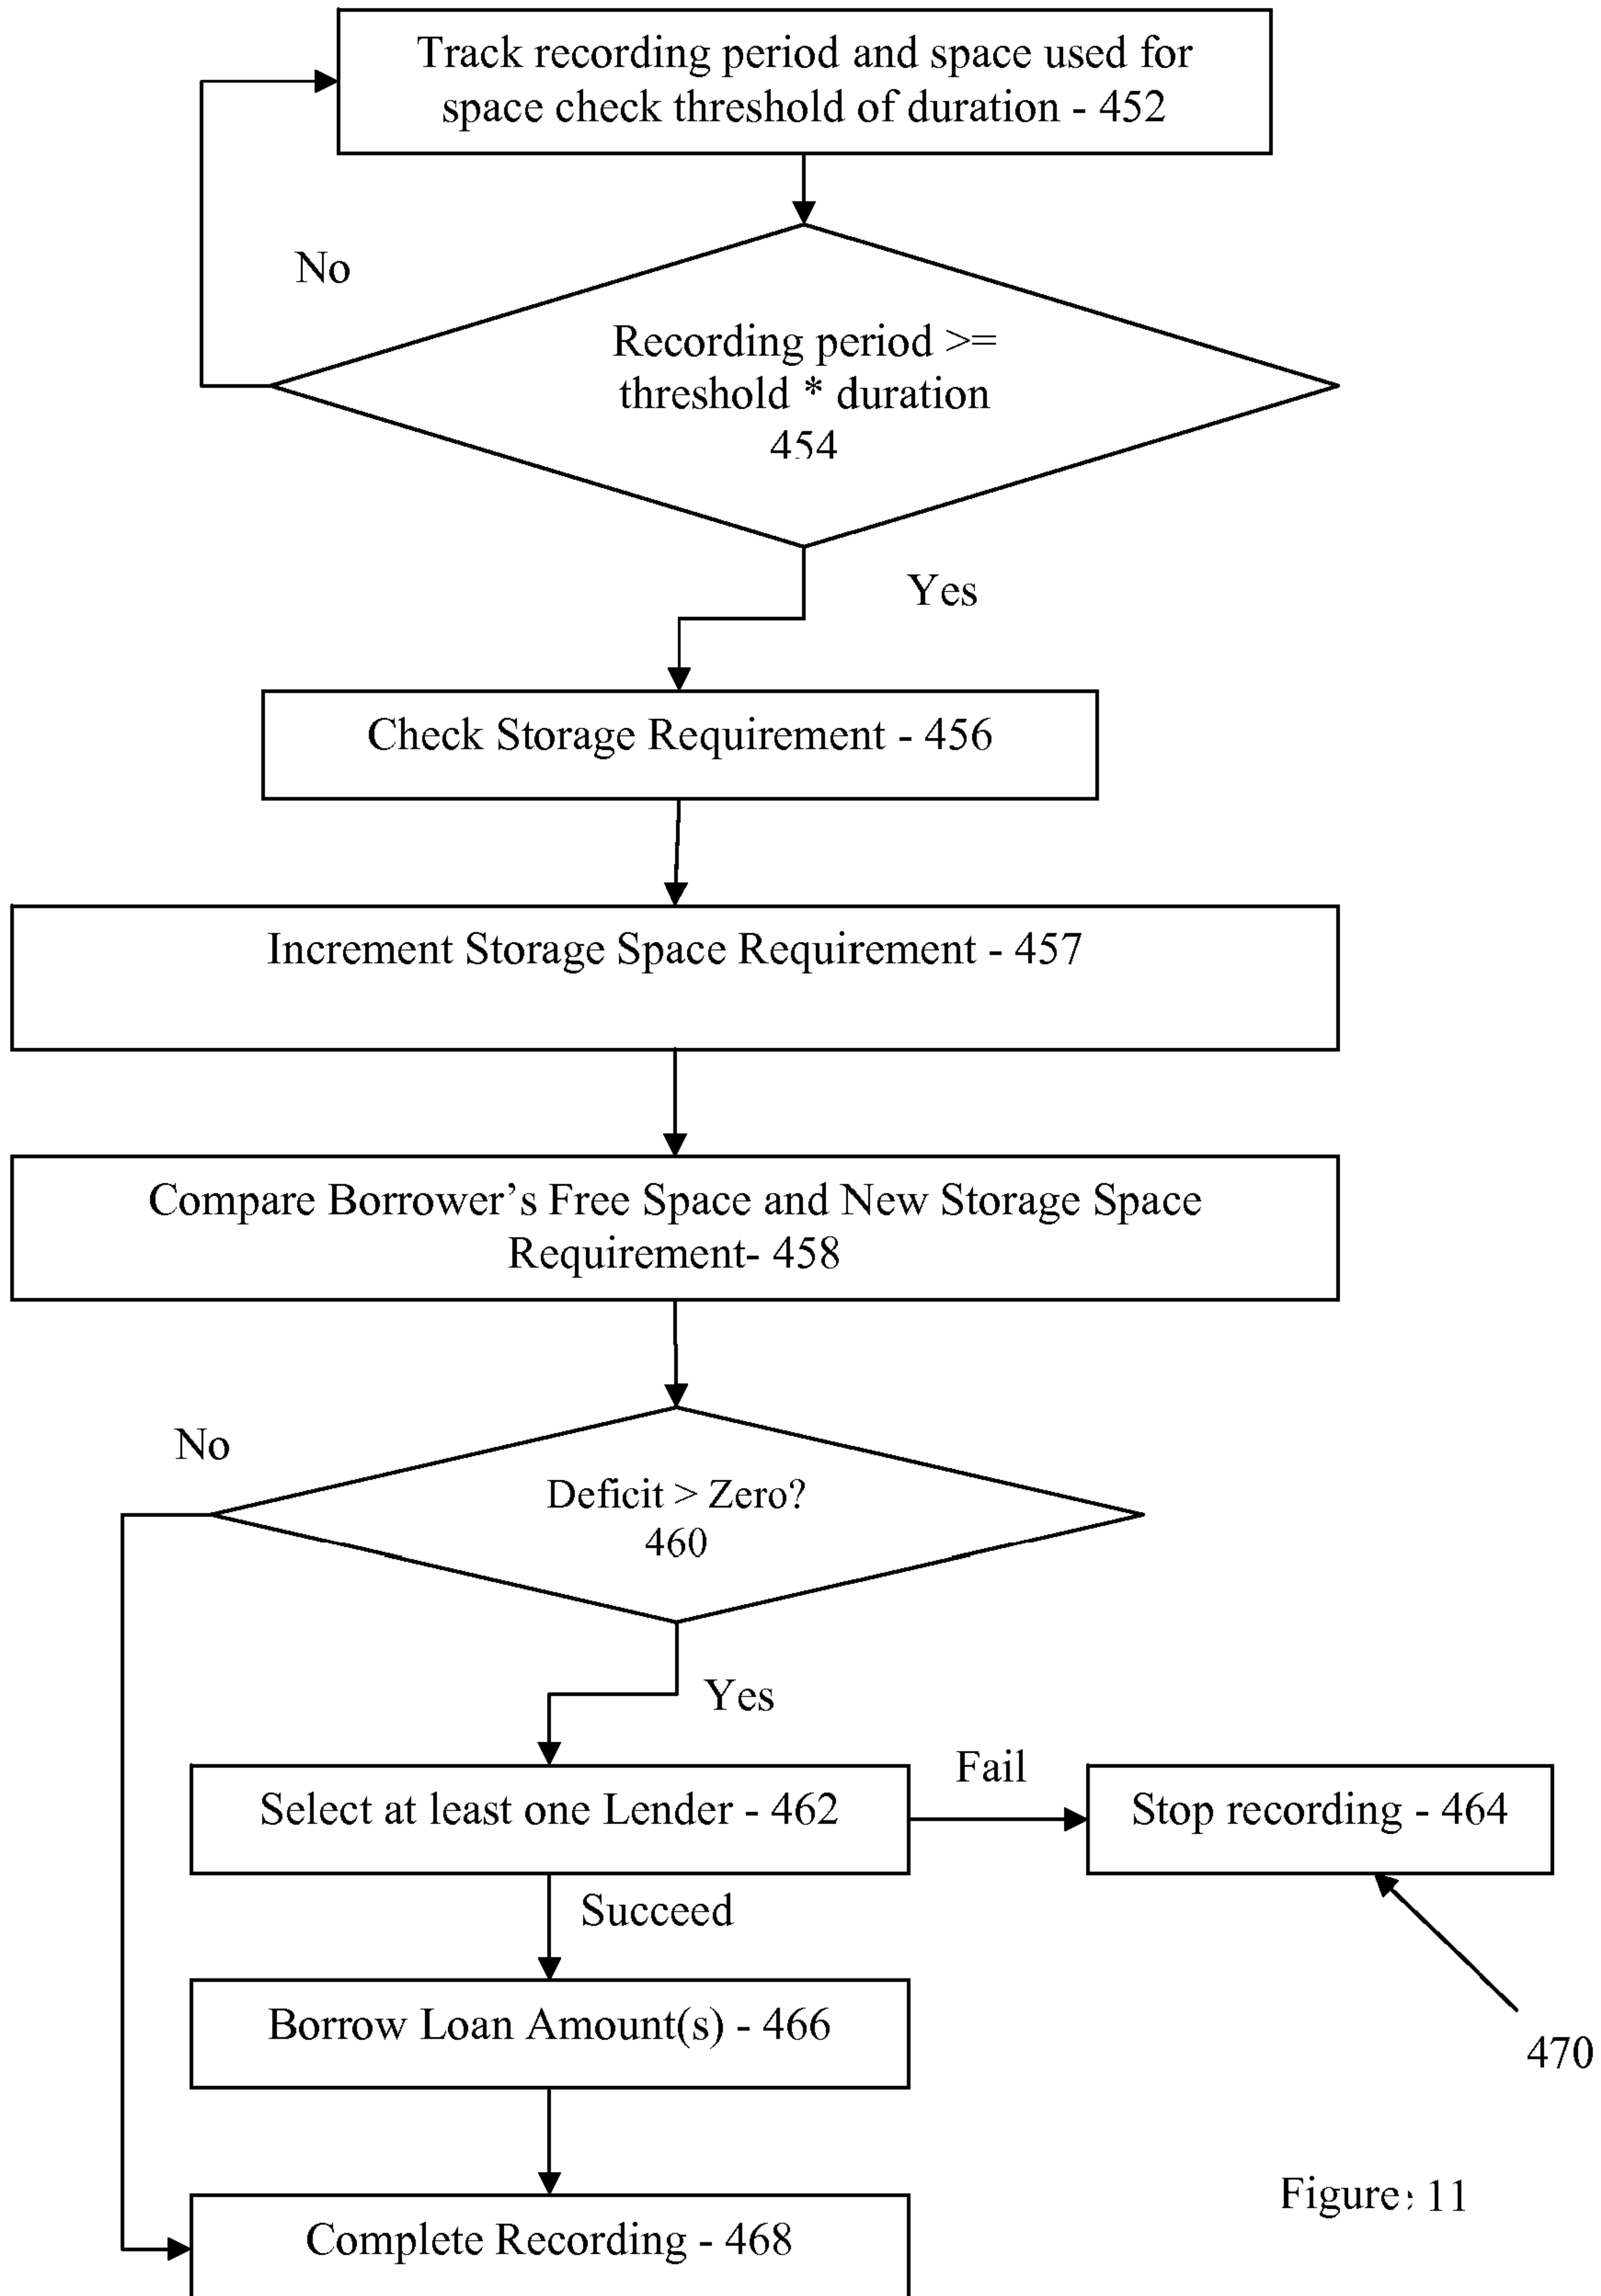 Track recording period and space used for
space check threshold of duration - 452
No
Recording period >=
threshold * duration
454
Yes
Check Storage Requirement - 456
Increment Storage Space Requirement - 457
Compare Borrower’s Free Space and New Storage Space
Requirement- 458
No
Deficit > Zero?
460
Yes
Select at least one Lender - 462
Fail
Stop recording - 464
Succeed
Borrow Loan Amount(s) - 466
470
Figure: 11
Complete Recording - 468